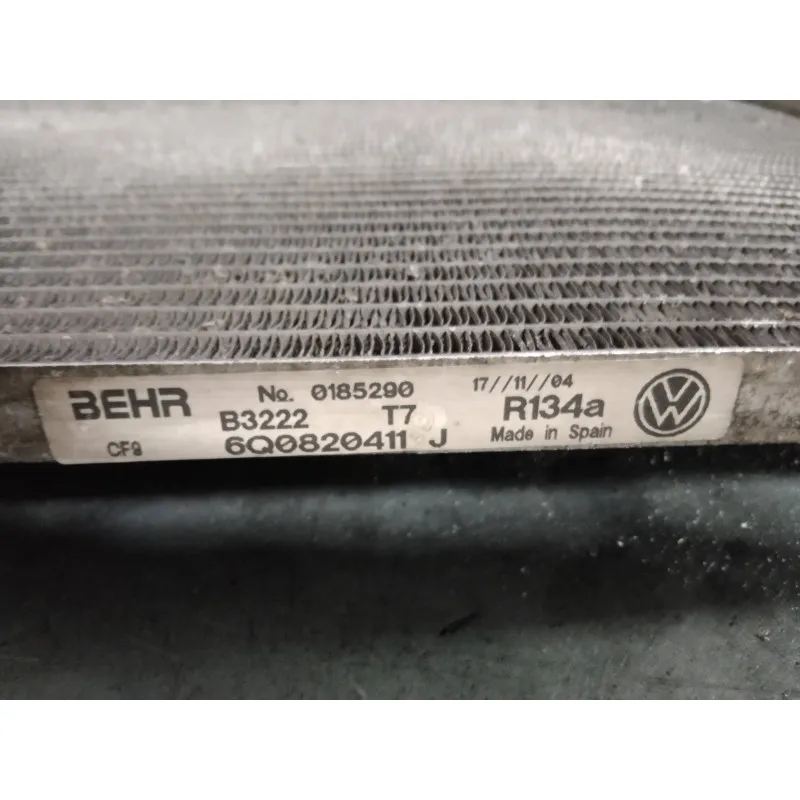 BEHR No. 0185290 17//11//04
B3222 T7 R134a
CF9 6Q0820411 J Made in Spain